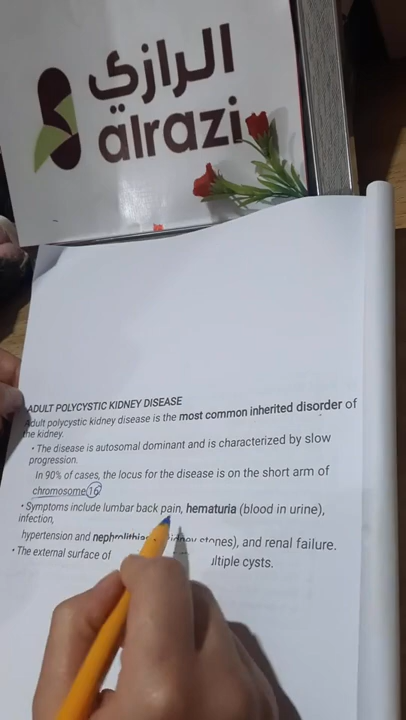 الرازي
alrazi
ADULT POLYCYSTIC KIDNEY DISEASE
Adult polycystic kidney disease is the most common inherited disorder of
the kidney.
• The disease is autosomal dominant and is characterized by slow
progression.
In 90% of cases, the locus for the disease is on the short arm of
chromosome 16
• Symptoms include lumbar back pain, hematuria (blood in urine),
infection,
hypertension and stones), and renal failure.
• The external surface of cysts.